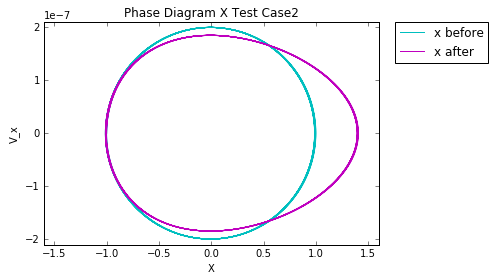 Phase Diagram X Test Case2
1e−7
2
1
0
−1
−2
−1.5 −1.0 −0.5 0.0 0.5 1.0 1.5
X
V_x
x before
x after